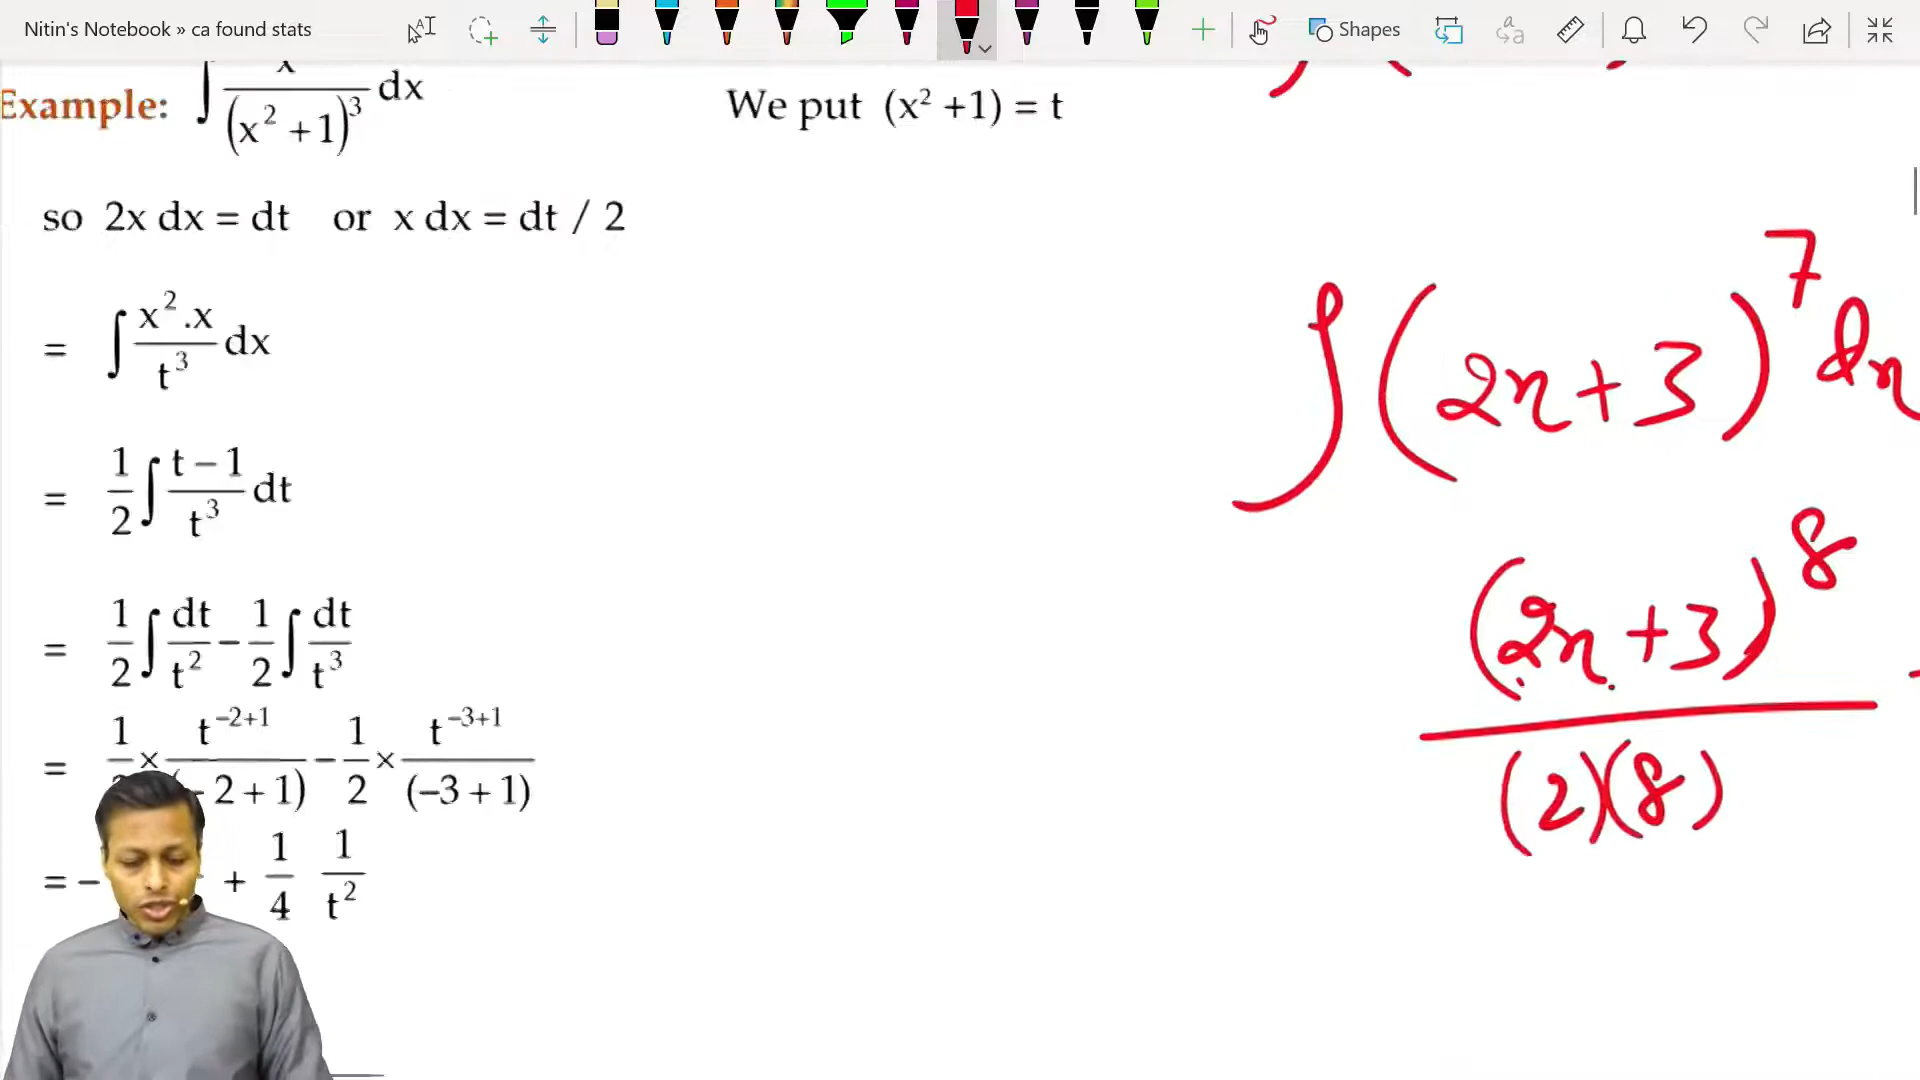 Nitin's Notebook » ca found stats
Shapes
Example: ∫ x/(x² +1)³ dx We put (x² +1) = t
so 2x dx = dt or x dx = dt / 2
= ∫ x².x/t³ dx
= 1/2 ∫ t – 1/t³ dt
= 1/2 ∫ dt/t² – 1/2 ∫ dt/t³
= 1/2 × t^(–2+1)/(–2 + 1) – 1/2 × t^(–3+1)/(–3 + 1)
= – + 1/4 1/t²
∫ (2x+3)⁷ dx
(2x+3)⁸
(2)(8)